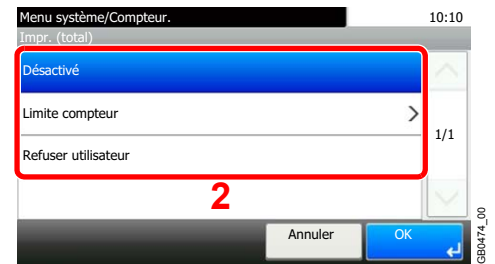 Menu système/Compteur.
10:10
Impr. (total)
Désactivé
Limite compteur
1/1
Refuser utilisateur
2
Annuler
OK
GB0474_00